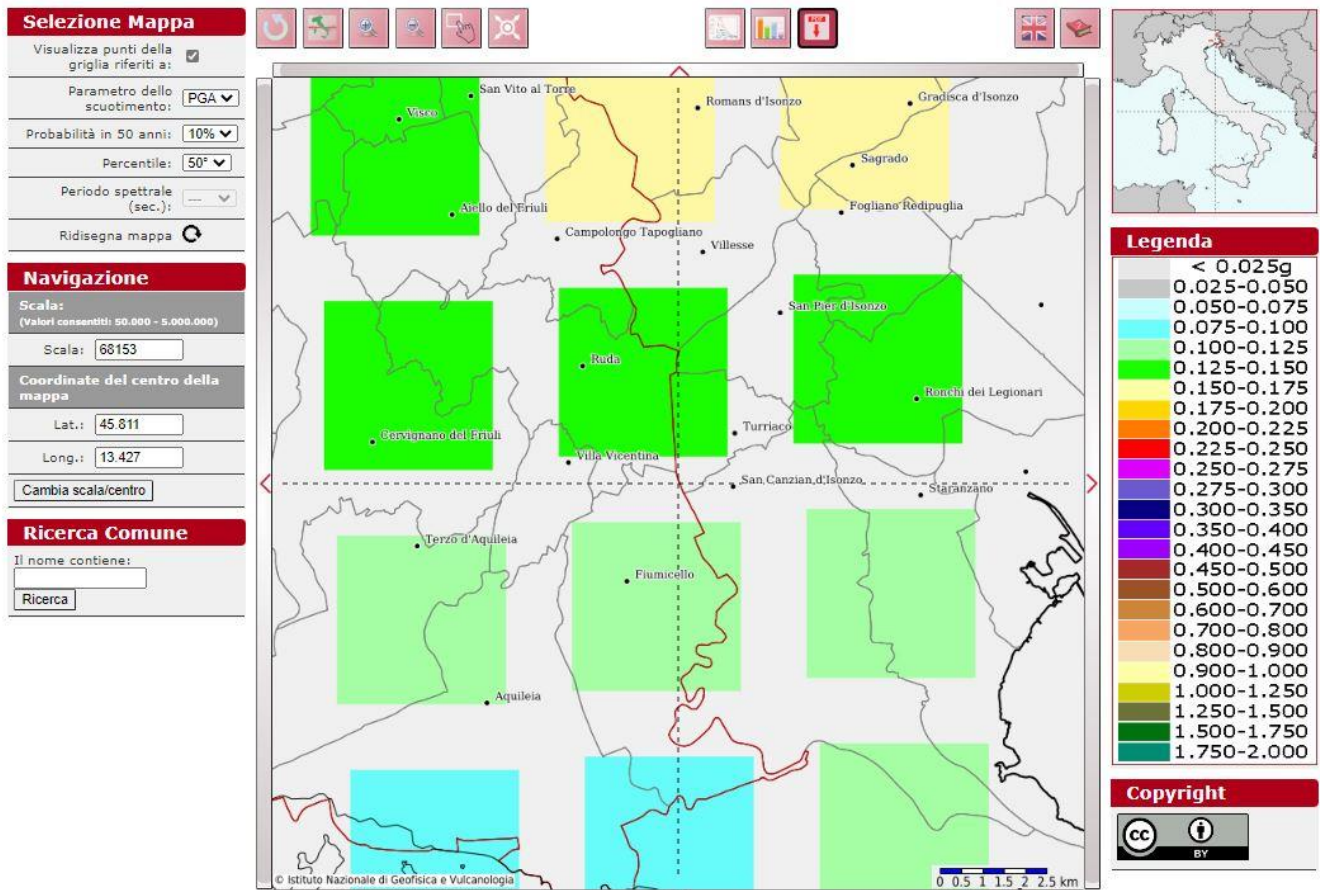 Selezione Mappa
Visualizza punti della
griglia riferiti a:
Parametro dello
scuotimento:
PGA
Probabilità in 50 anni:
10%
Percentile:
50°
Periodo spettrale
(sec.):
---
Ridisegna mappa
Navigazione
Scala:
(Valori consentiti: 50.000 - 5.000.000)
Scala:
68153
Coordinate del centro della
mappa
Lat.:
45.811
Long.:
13.427
Cambia scala/centro
Ricerca Comune
Il nome contiene:
Ricerca
PDF
San Vito al Torre
Visco
Romans d'Isonzo
Gradisca d'Isonzo
Sagrado
Aiello del Friuli
Fogliano Redipuglia
Campolongo Tapogliano
Villesse
San Pier d'Isonzo
Ruda
Ronchi dei Legionari
Turriaco
Cervignano del Friuli
Villa Vicentina
San Canzian d'Isonzo
Staranzano
Terzo d'Aquileia
Fiumicello
Aquileia
© Istituto Nazionale di Geofisica e Vulcanologia
0 0.5 1 1.5 2 2.5 km
Legenda
< 0.025g
0.025-0.050
0.050-0.075
0.075-0.100
0.100-0.125
0.125-0.150
0.150-0.175
0.175-0.200
0.200-0.225
0.225-0.250
0.250-0.275
0.275-0.300
0.300-0.350
0.350-0.400
0.400-0.450
0.450-0.500
0.500-0.600
0.600-0.700
0.700-0.800
0.800-0.900
0.900-1.000
1.000-1.250
1.250-1.500
1.500-1.750
1.750-2.000
Copyright
cc
BY